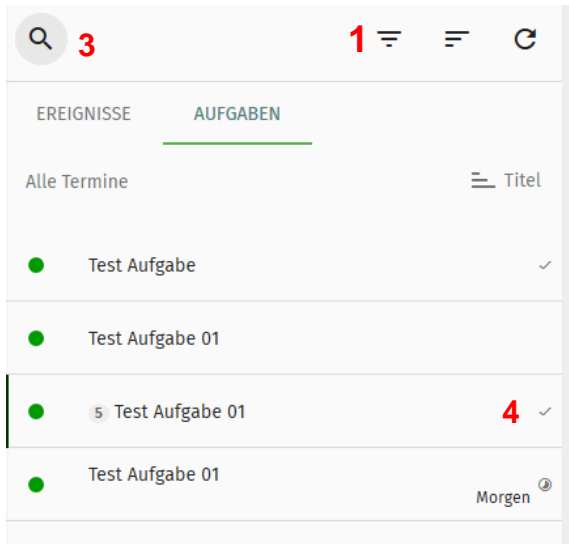 3 1
EREIGNISSE AUFGABEN
Alle Termine Titel
Test Aufgabe
Test Aufgabe 01
5 Test Aufgabe 01 4
Test Aufgabe 01
Morgen